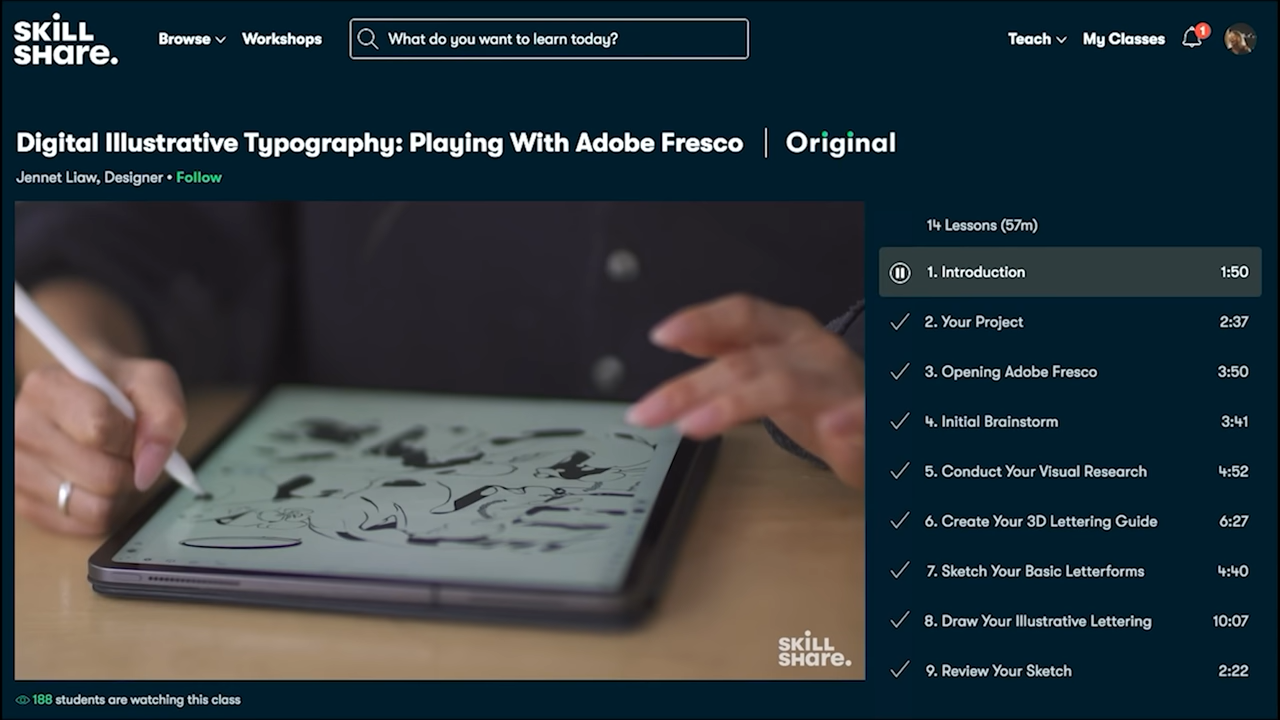 SKILL
SHARE.
Browse
Workshops
What do you want to learn today?
Teach
My Classes
1
Digital Illustrative Typography: Playing With Adobe Fresco | Original
Jennet Liaw, Designer • Follow
14 Lessons (57m)
1. Introduction 1:50
2. Your Project 2:37
3. Opening Adobe Fresco 3:50
4. Initial Brainstorm 3:41
5. Conduct Your Visual Research 4:52
6. Create Your 3D Lettering Guide 6:27
7. Sketch Your Basic Letterforms 4:40
8. Draw Your Illustrative Lettering 10:07
9. Review Your Sketch 2:22
SKILL
SHARE.
188 students are watching this class